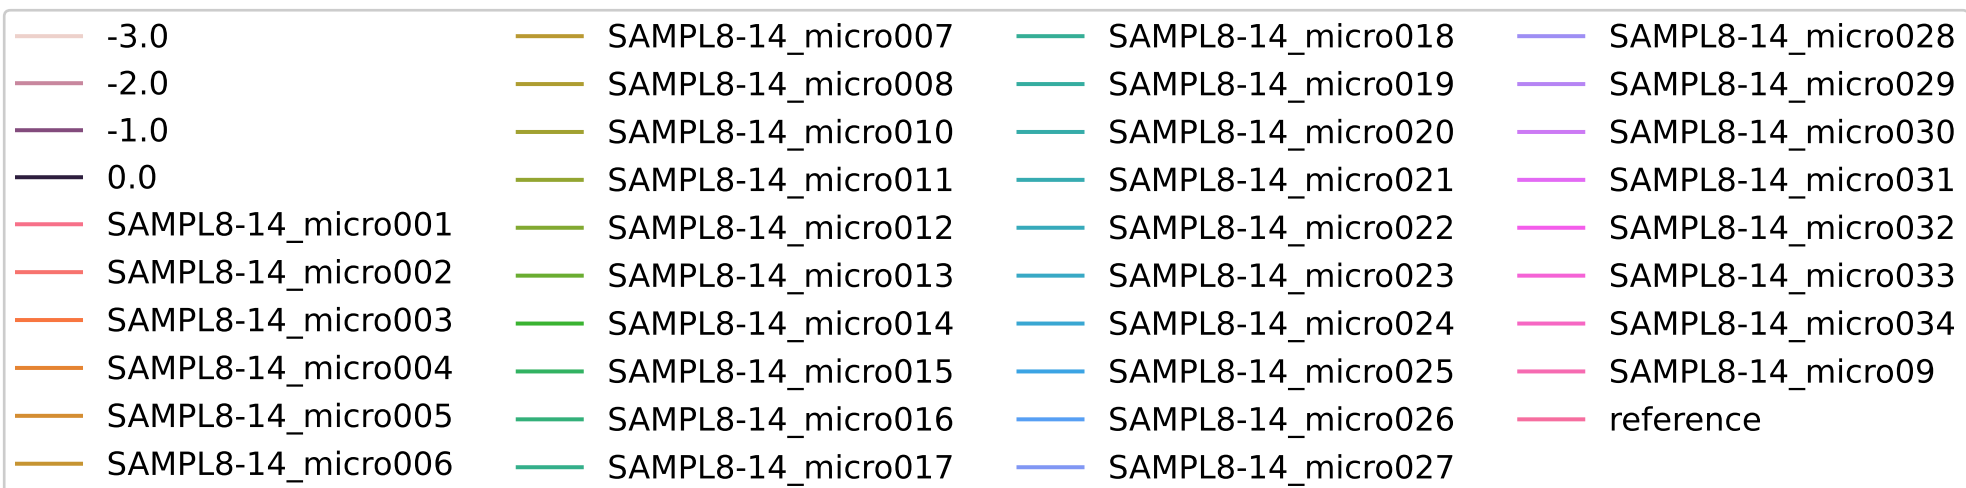 -3.0
-2.0
-1.0
0.0
SAMPL8-14_micro001
SAMPL8-14_micro002
SAMPL8-14_micro003
SAMPL8-14_micro004
SAMPL8-14_micro005
SAMPL8-14_micro006
SAMPL8-14_micro007
SAMPL8-14_micro008
SAMPL8-14_micro010
SAMPL8-14_micro011
SAMPL8-14_micro012
SAMPL8-14_micro013
SAMPL8-14_micro014
SAMPL8-14_micro015
SAMPL8-14_micro016
SAMPL8-14_micro017
SAMPL8-14_micro018
SAMPL8-14_micro019
SAMPL8-14_micro020
SAMPL8-14_micro021
SAMPL8-14_micro022
SAMPL8-14_micro023
SAMPL8-14_micro024
SAMPL8-14_micro025
SAMPL8-14_micro026
SAMPL8-14_micro027
SAMPL8-14_micro028
SAMPL8-14_micro029
SAMPL8-14_micro030
SAMPL8-14_micro031
SAMPL8-14_micro032
SAMPL8-14_micro033
SAMPL8-14_micro034
SAMPL8-14_micro09
reference